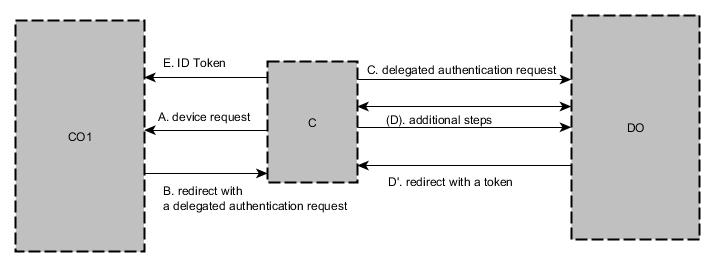 E. ID Token
C. delegated authentication request
A. device request
C
(D). additional steps
CO1
DO
B. redirect with
a delegated authentication request
D'. redirect with a token